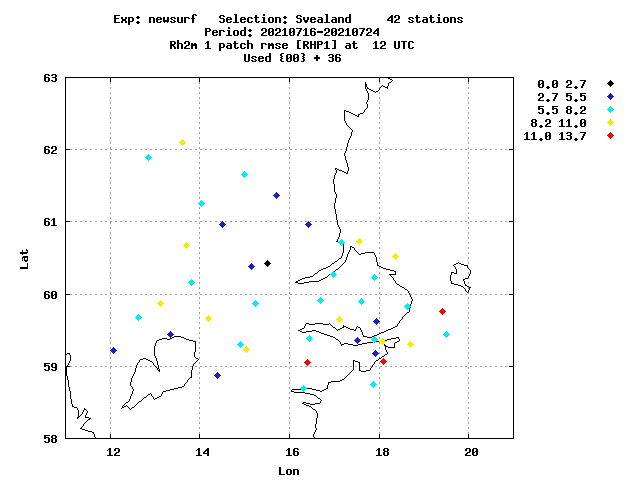 Exp: newsurf Selection: Svealand 42 stations
Period: 20210716-20210724
Rh2m 1 patch rmse [RHP1] at 12 UTC
Used {00} + 36
63
62
61
60
59
58
Lat
12 14 16 18 20
Lon
0.0 2.7
2.7 5.5
5.5 8.2
8.2 11.0
11.0 13.7